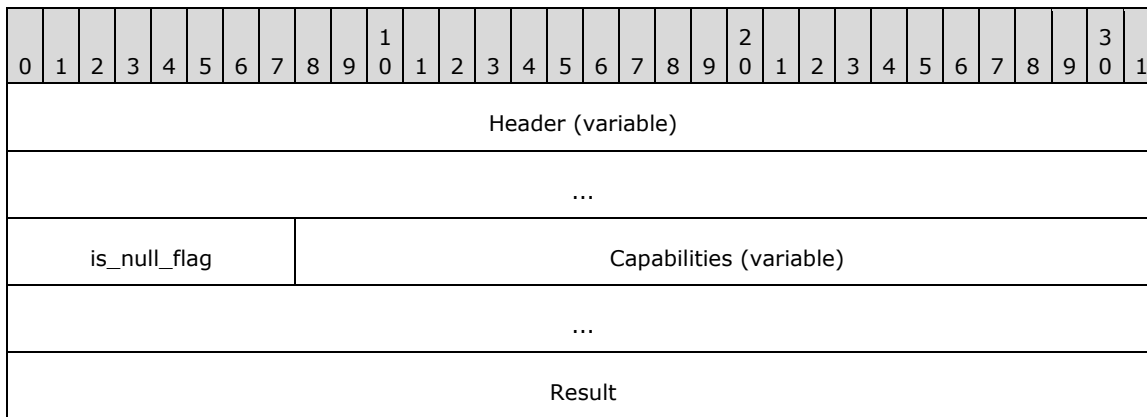 0 1 2 3 4 5 6 7 8 9 1 0 1 2 3 4 5 6 7 8 9 2 0 1 2 3 4 5 6 7 8 9 3 0 1
Header (variable)
...
is_null_flag Capabilities (variable)
...
Result